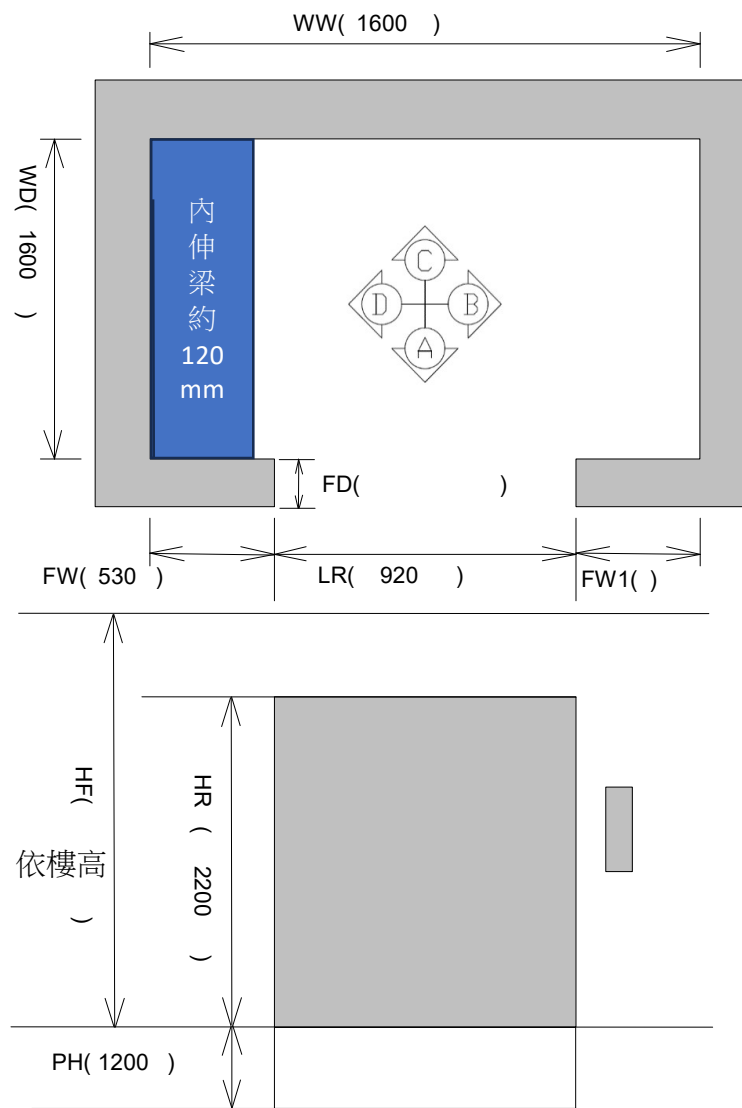 WW( 1600 )
WD( 1600 )
內
伸
梁
約
120
mm
C
D
B
A
FD( )
FW( 530 )
LR( 920 )
FW1( )
HF(
依樓高
)
HR ( 2200 )
PH( 1200 )